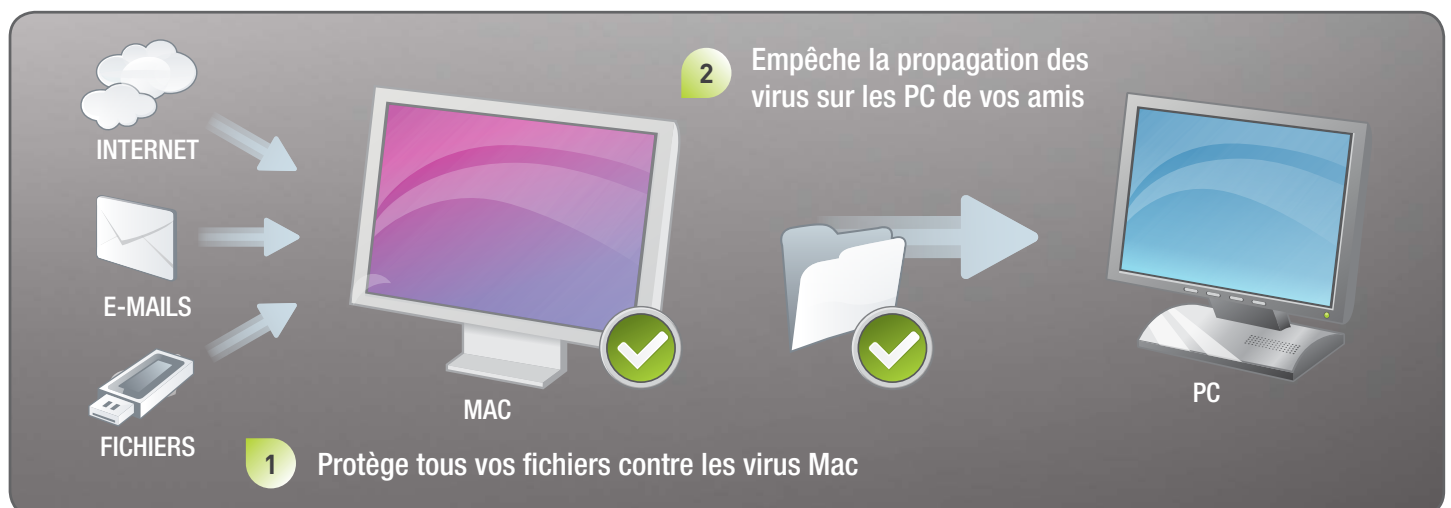 INTERNET
E-MAILS
FICHIERS
MAC
1
Protège tous vos fichiers contre les virus Mac
2
Empêche la propagation des
virus sur les PC de vos amis
PC